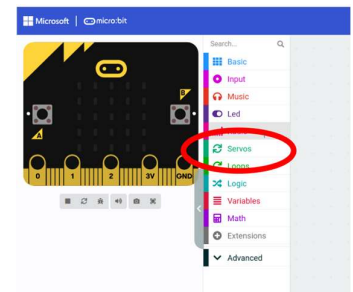 Microsoft | micro:bit
Search...
Basic
Input
Music
Led
Servos
Loops
Logic
Variables
Math
Extensions
Advanced
A
B
0 1 2 3V GND